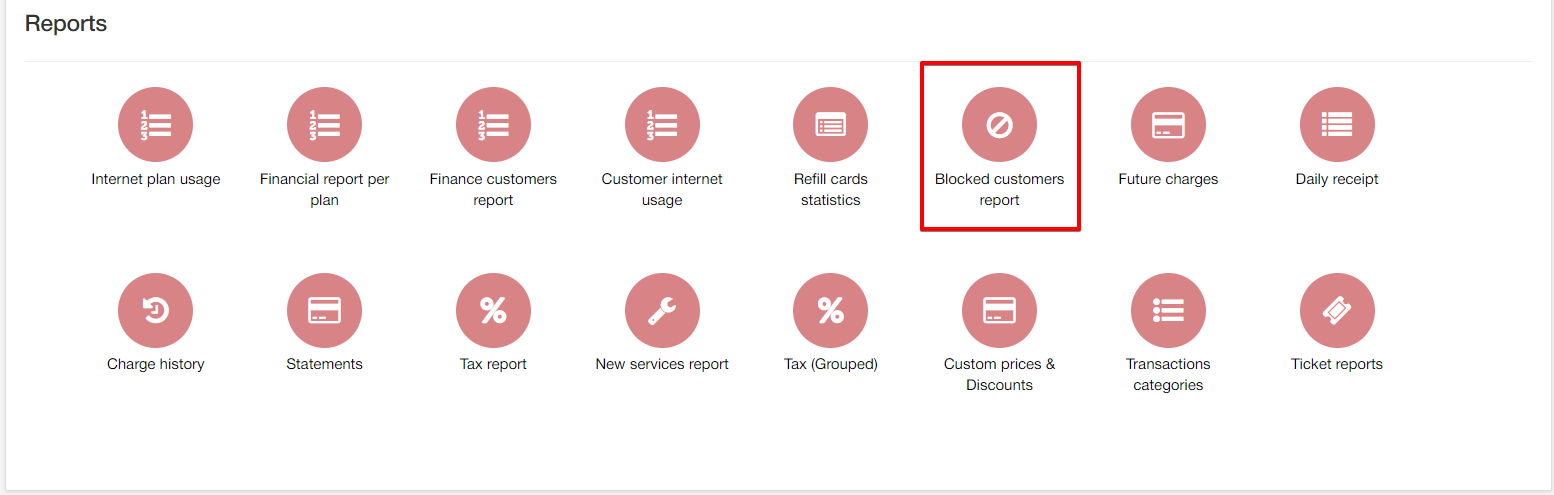 Reports
Internet plan usage
Financial report per
plan
Finance customers
report
Customer internet
usage
Refill cards
statistics
Blocked customers
report
Future charges
Daily receipt
Charge history
Statements
Tax report
New services report
Tax (Grouped)
Custom prices &
Discounts
Transactions
categories
Ticket reports